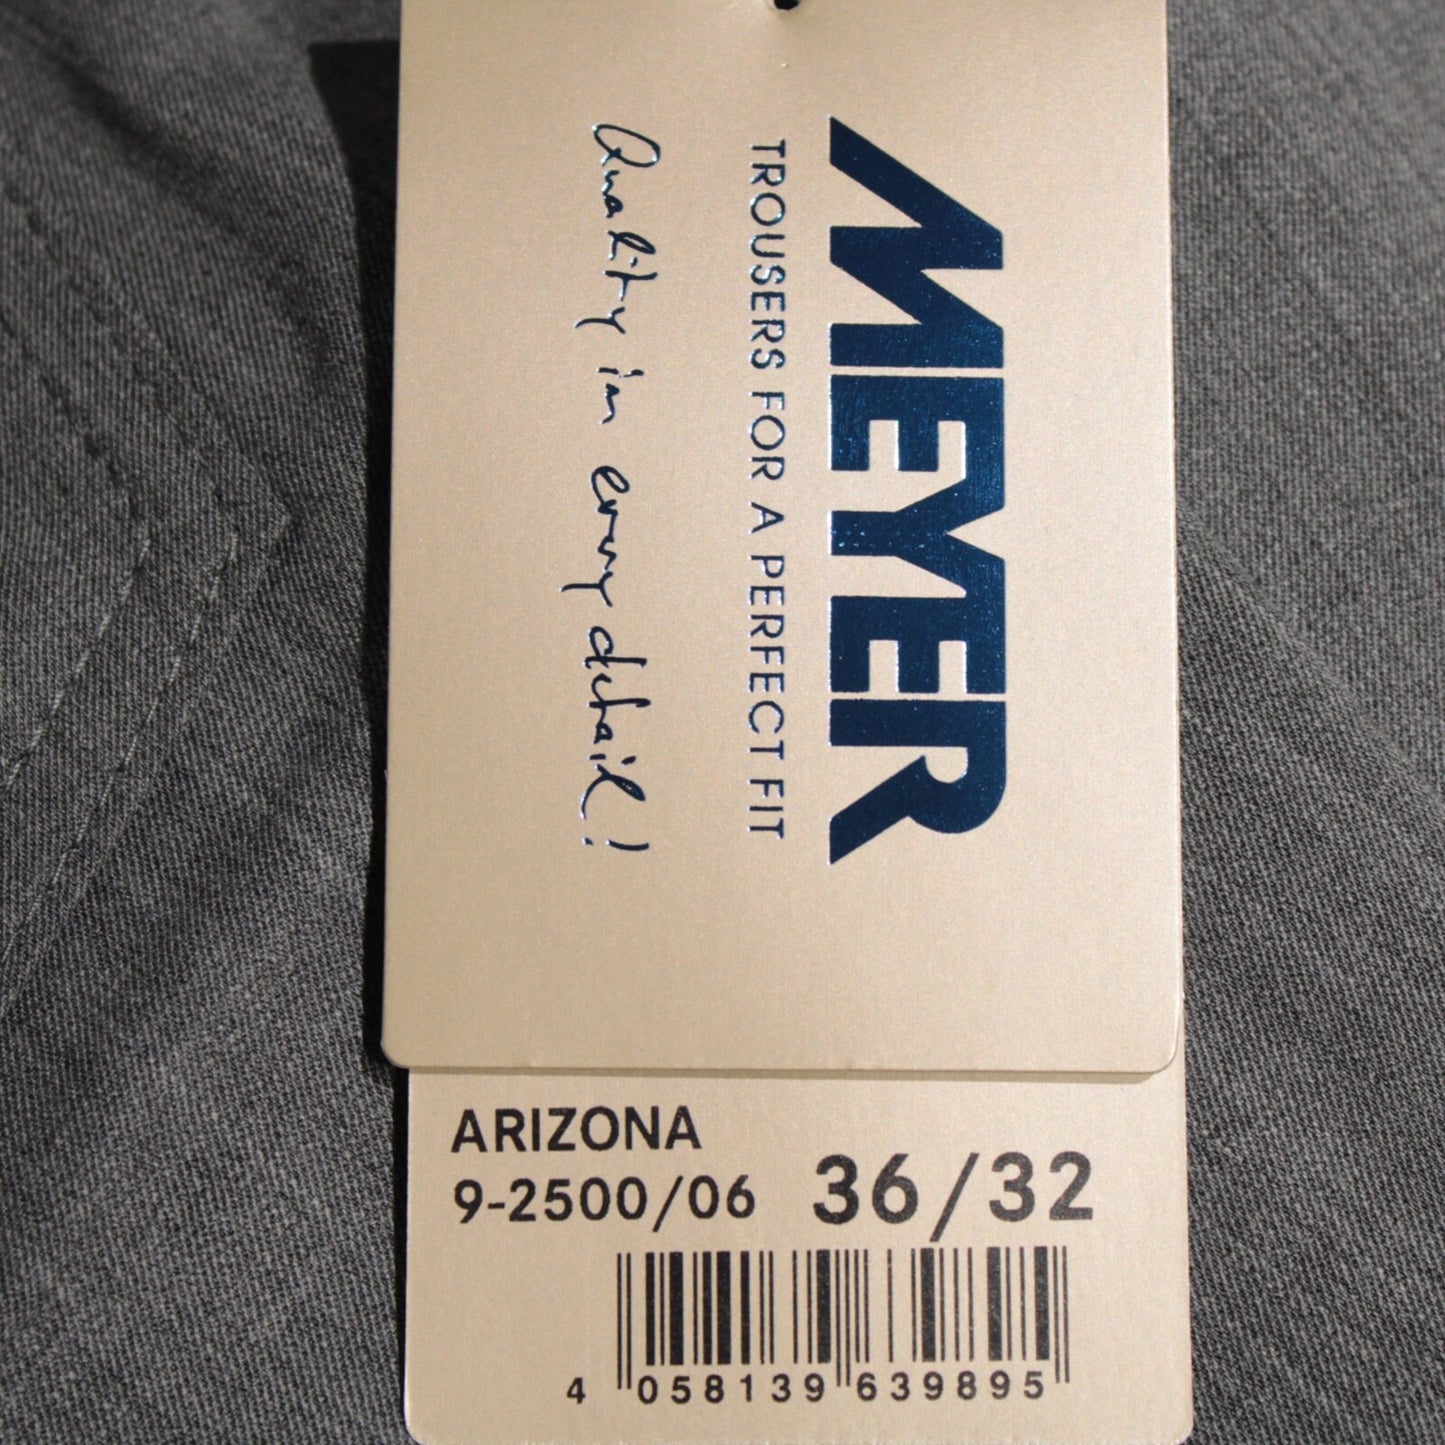 MEYER
TROUSERS FOR A PERFECT FIT
Quality in every detail!
ARIZONA
9-2500/06 36/32
4 058139 639895